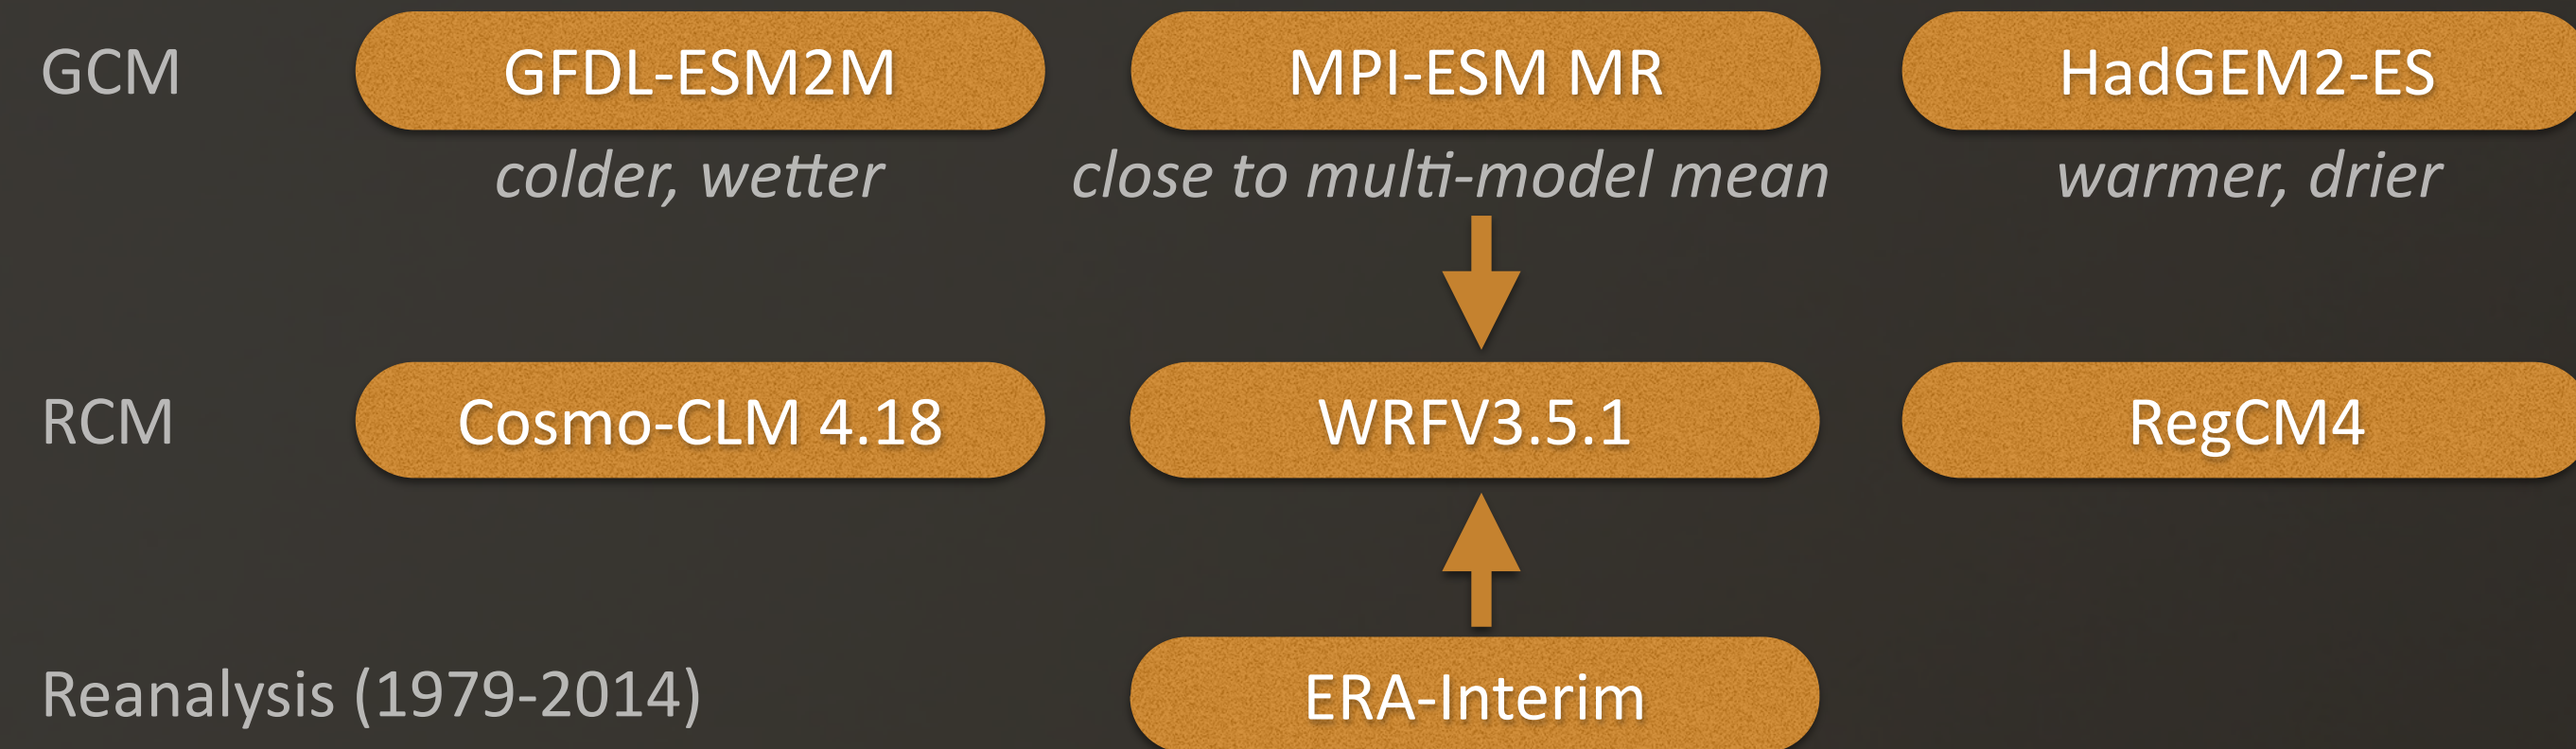 GCM GFDL-ESM2M MPI-ESM MR HadGEM2-ES
colder, wetter close to multi-model mean warmer, drier
RCM Cosmo-CLM 4.18 WRFV3.5.1 RegCM4
Reanalysis (1979-2014) ERA-Interim